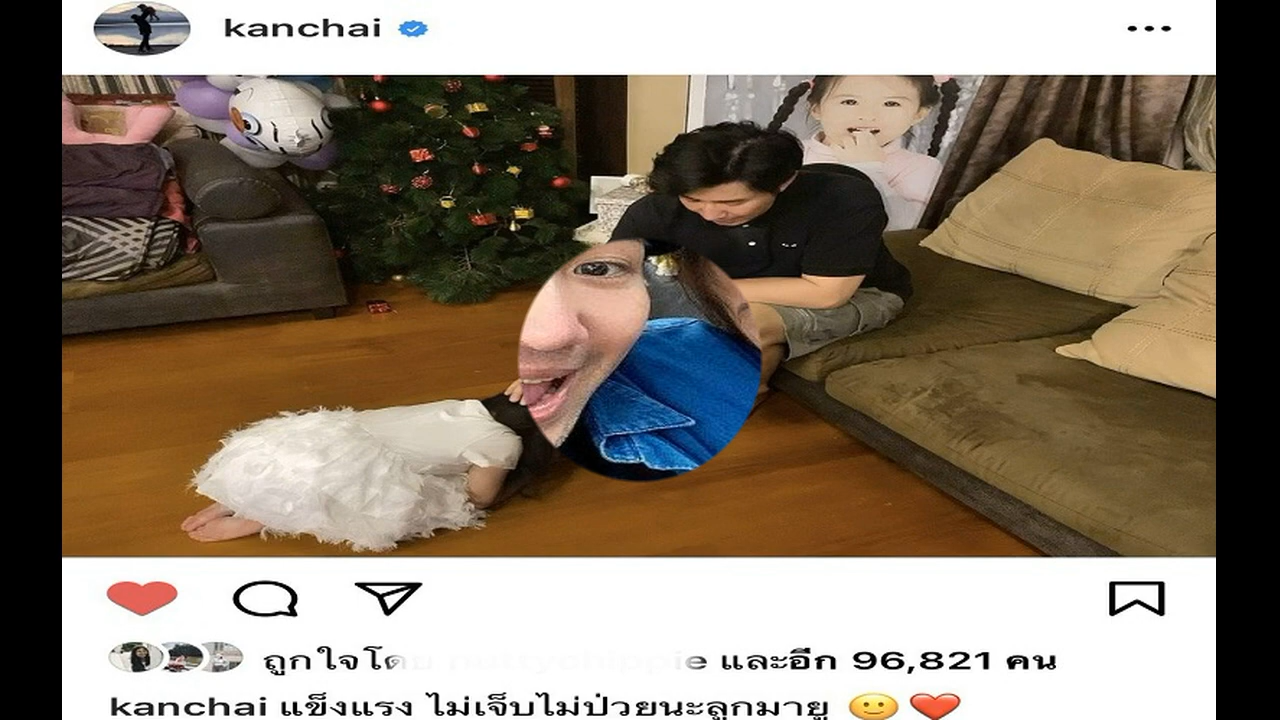 kanchai
ถูกใจโดย nuttychippie และอีก 96,821 คน
kanchai แข็งแรง ไม่เจ็บไม่ป่วยนะลูกมายู 🙂❤️